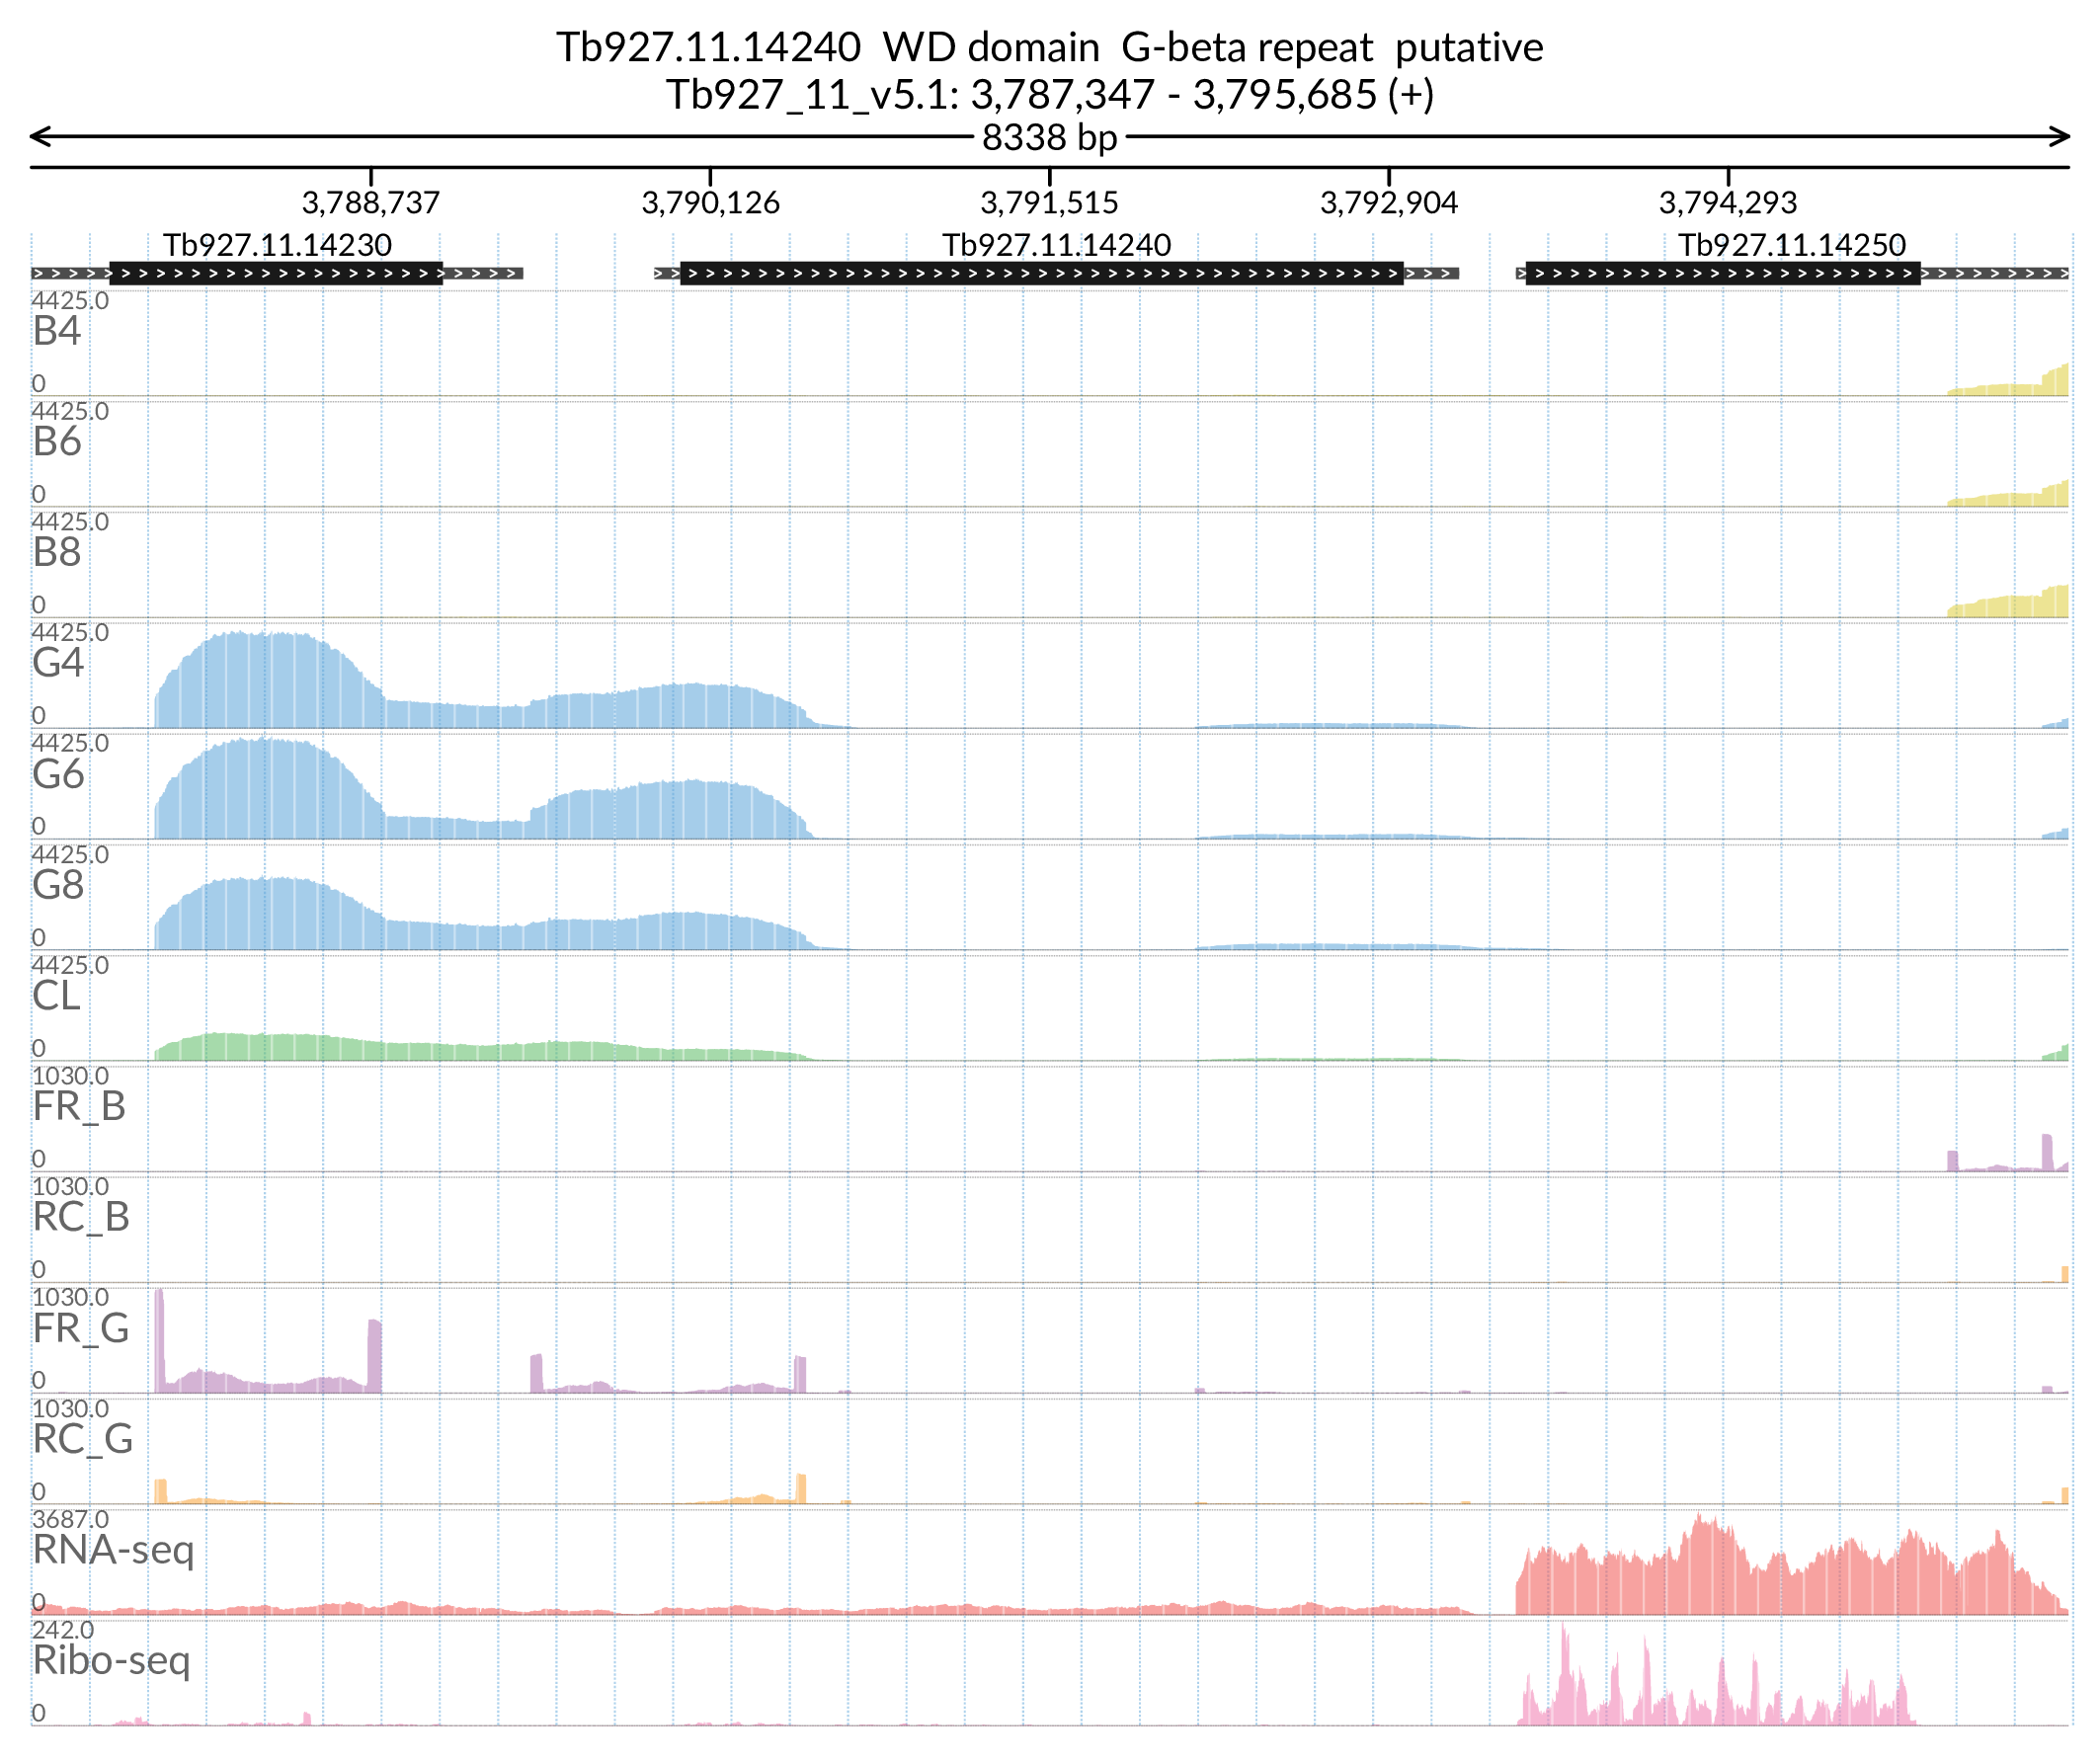 Tb927.11.14240 WD domain G-beta repeat putative
Tb927_11_v5.1: 3,787,347 - 3,795,685 (+)
8338 bp
3,788,737 3,790,126 3,791,515 3,792,904 3,794,293
Tb927.11.14230 Tb927.11.14240 Tb927.11.14250
4425.0
B4
0
4425.0
B6
0
4425.0
B8
0
4425.0
G4
0
4425.0
G6
0
4425.0
G8
0
4425.0
CL
0
1030.0
FR_B
0
1030.0
RC_B
0
1030.0
FR_G
0
1030.0
RC_G
0
3687.0
RNA-seq
0
242.0
Ribo-seq
0